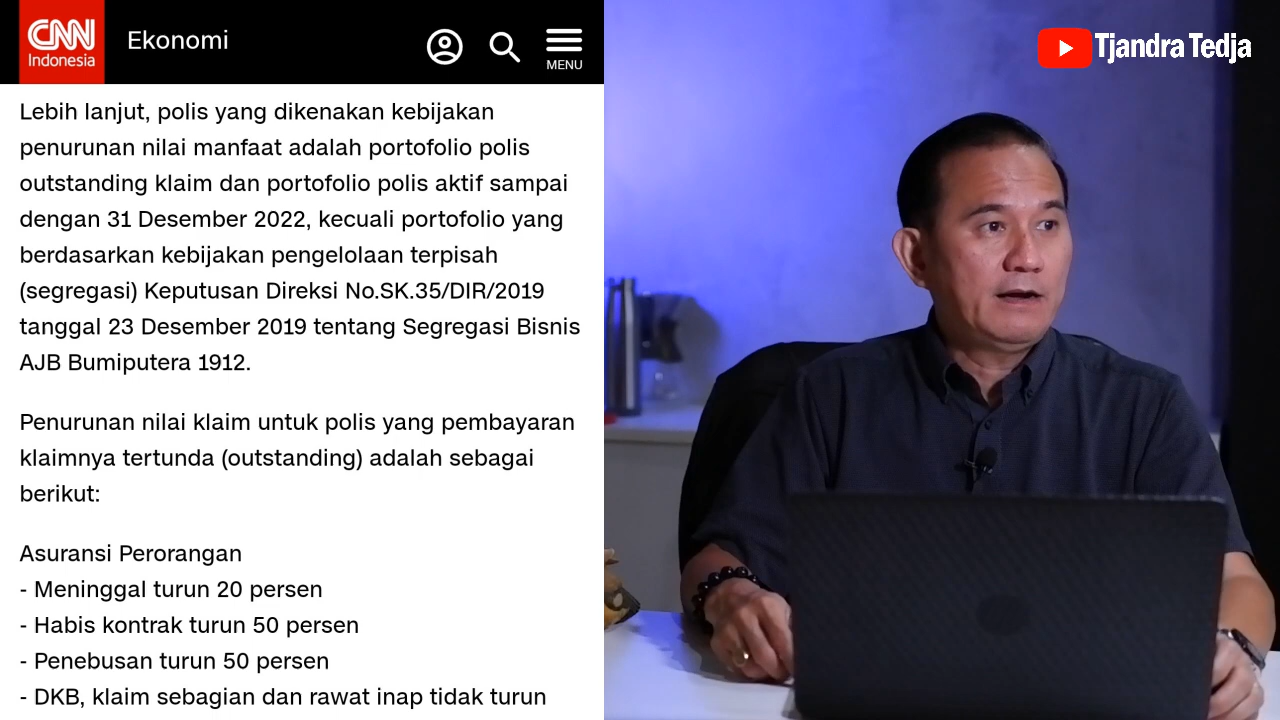 CNN
Indonesia
Ekonomi
MENU
Tjandra Tedja
Lebih lanjut, polis yang dikenakan kebijakan
penurunan nilai manfaat adalah portofolio polis
outstanding klaim dan portofolio polis aktif sampai
dengan 31 Desember 2022, kecuali portofolio yang
berdasarkan kebijakan pengelolaan terpisah
(segregasi) Keputusan Direksi No.SK.35/DIR/2019
tanggal 23 Desember 2019 tentang Segregasi Bisnis
AJB Bumiputera 1912.
Penurunan nilai klaim untuk polis yang pembayaran
klaimnya tertunda (outstanding) adalah sebagai
berikut:
Asuransi Perorangan
- Meninggal turun 20 persen
- Habis kontrak turun 50 persen
- Penebusan turun 50 persen
- DKB, klaim sebagian dan rawat inap tidak turun